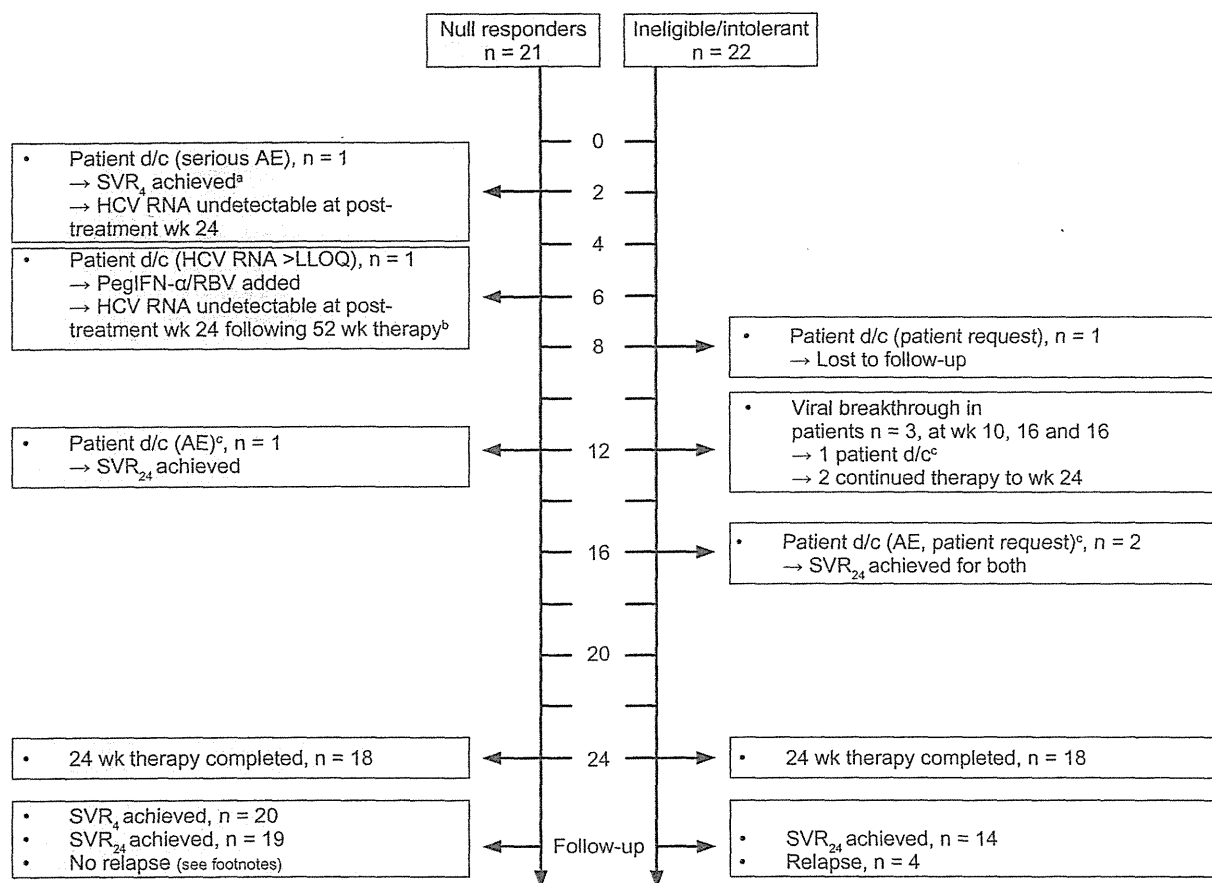 Null responders
n = 21
Ineligible/intolerant
n = 22
0
• Patient d/c (serious AE), n = 1
→ SVR4 achievedᵃ
→ HCV RNA undetectable at post-
treatment wk 24
2
4
• Patient d/c (HCV RNA >LLOQ), n = 1
→ PegIFN-α/RBV added
→ HCV RNA undetectable at post-
treatment wk 24 following 52 wk therapyᵇ
6
8
• Patient d/c (patient request), n = 1
→ Lost to follow-up
• Patient d/c (AE)ᶜ, n = 1
→ SVR24 achieved
12
• Viral breakthrough in
patients n = 3, at wk 10, 16 and 16
→ 1 patient d/cᶜ
→ 2 continued therapy to wk 24
16
• Patient d/c (AE, patient request)ᶜ, n = 2
→ SVR24 achieved for both
20
• 24 wk therapy completed, n = 18
24
• 24 wk therapy completed, n = 18
• SVR4 achieved, n = 20
• SVR24 achieved, n = 19
• No relapse (see footnotes)
Follow-up
• SVR24 achieved, n = 14
• Relapse, n = 4